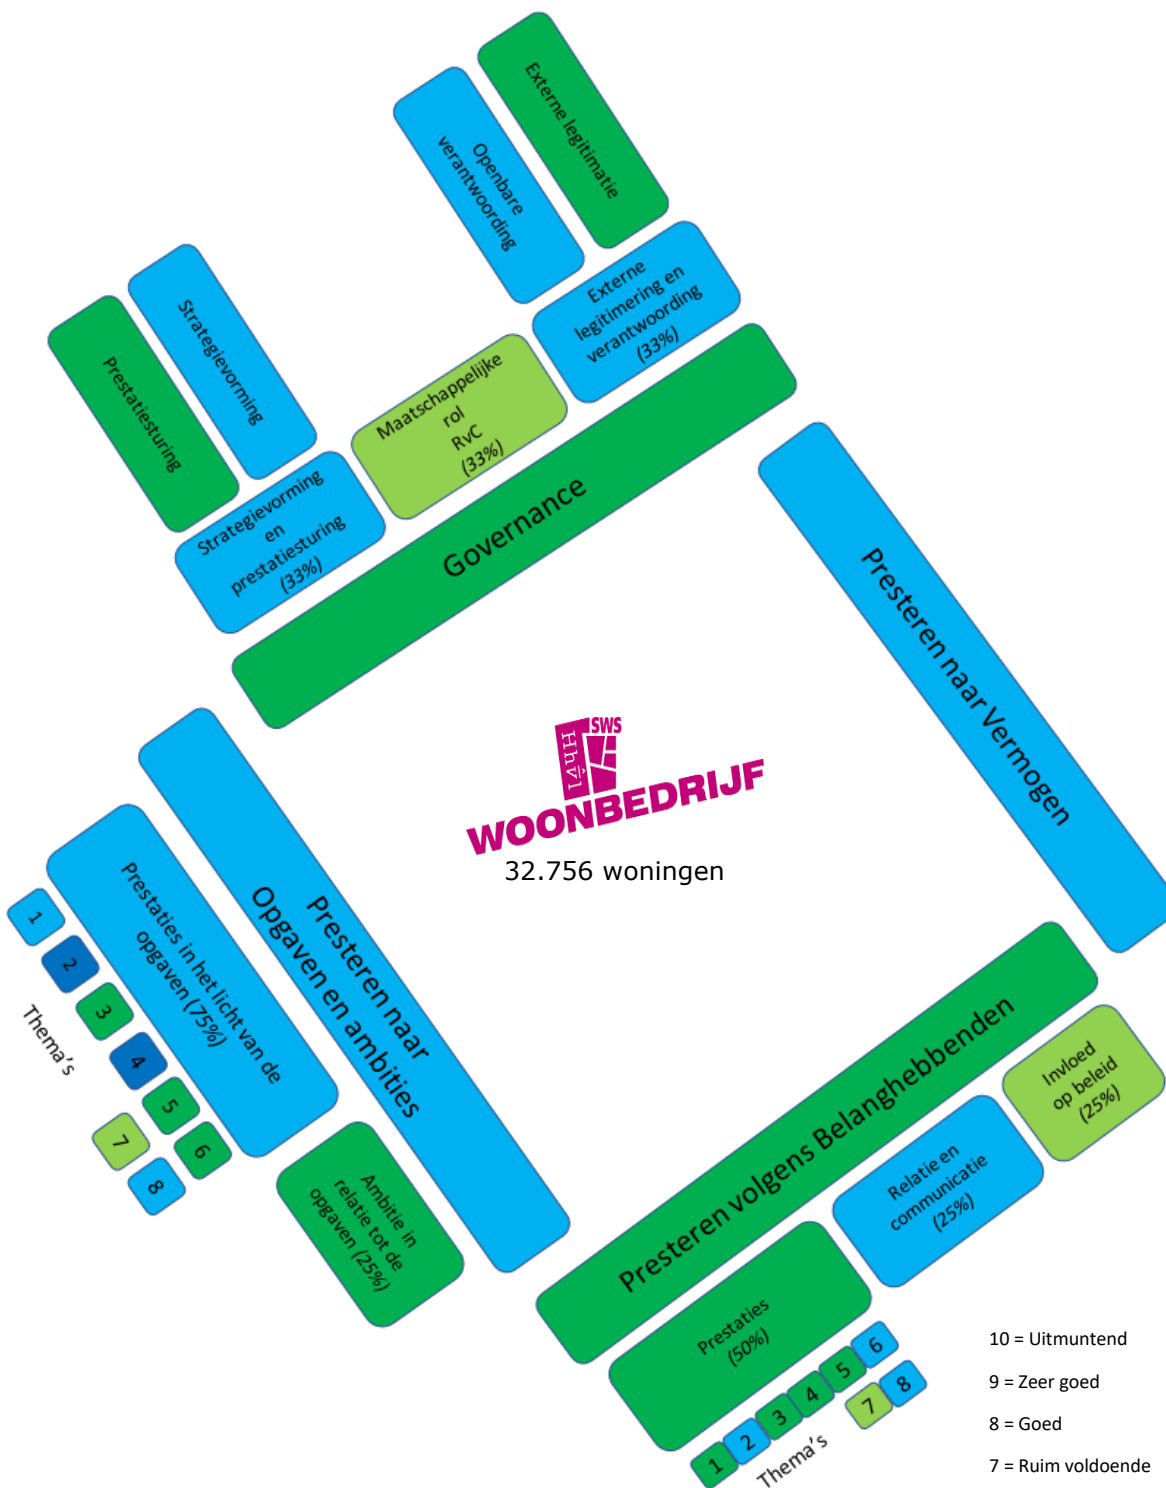 Externe legitimatie
Openbare
verantwoording
Externe
legitimering en
verantwoording
(33%)
Strategievorming
Prestatiesturing
Maatschappelijke
rol
RvC
(33%)
Strategievorming
en
prestatiesturing
(33%)
Governance
Presteren naar Vermogen
SWS
Hhvl
WOONBEDRIJF
32.756 woningen
Presteren naar
Opgaven en ambities
Prestaties in het licht van de
opgaven (75%)
1
2
3
4
5
6
7
8
Thema's
Ambitie in
relatie tot de
opgaven (25%)
Presteren volgens Belanghebbenden
Invloed
op beleid
(25%)
Relatie en
communicatie
(25%)
Prestaties
(50%)
1
2
3
4
5
6
7
8
Thema's
10 = Uitmuntend
9 = Zeer goed
8 = Goed
7 = Ruim voldoende